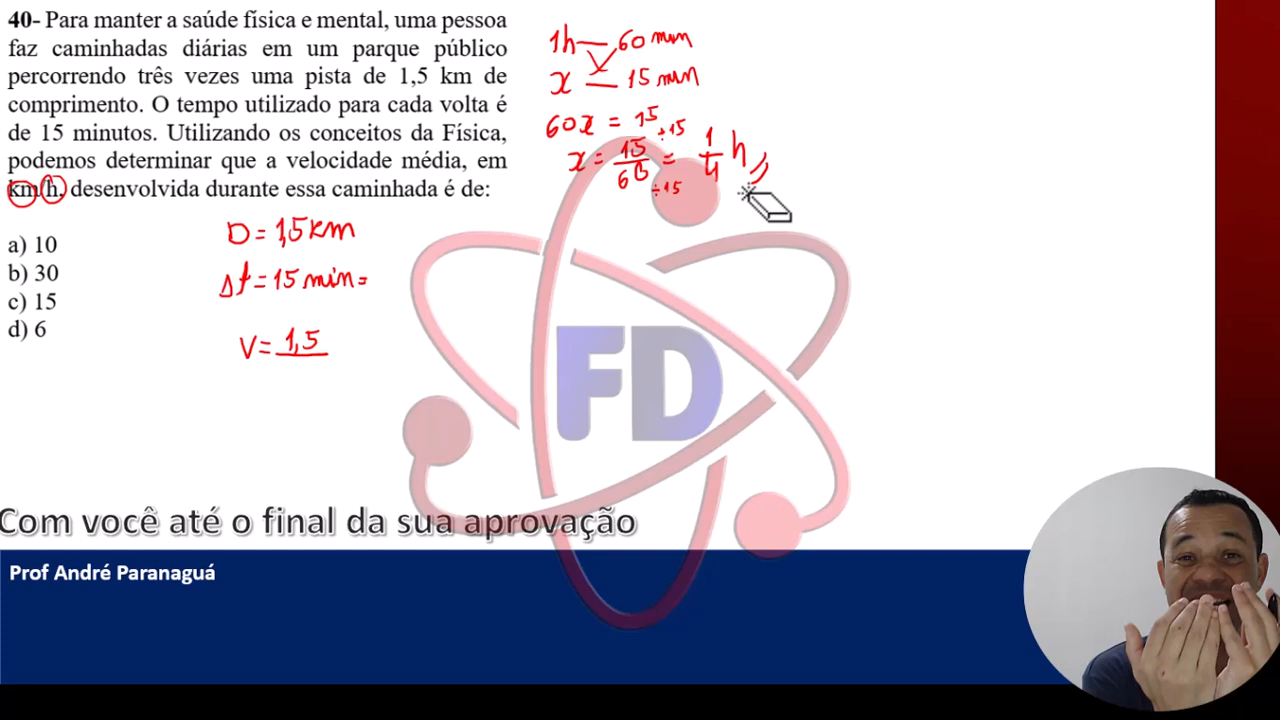 40- Para manter a saúde física e mental, uma pessoa
faz caminhadas diárias em um parque público
percorrendo três vezes uma pista de 1,5 km de
comprimento. O tempo utilizado para cada volta é
de 15 minutos. Utilizando os conceitos da Física,
podemos determinar que a velocidade média, em
km/h, desenvolvida durante essa caminhada é de:
a) 10
b) 30
c) 15
d) 6
D = 1,5 km
Δt = 15 min =
V = 1,5
1h — 60 min
x — 15 min
60x = 15
x = 15/60 = 1/4 h
÷15
÷15
FD
Com você até o final da sua aprovação
Prof André Paranaguá